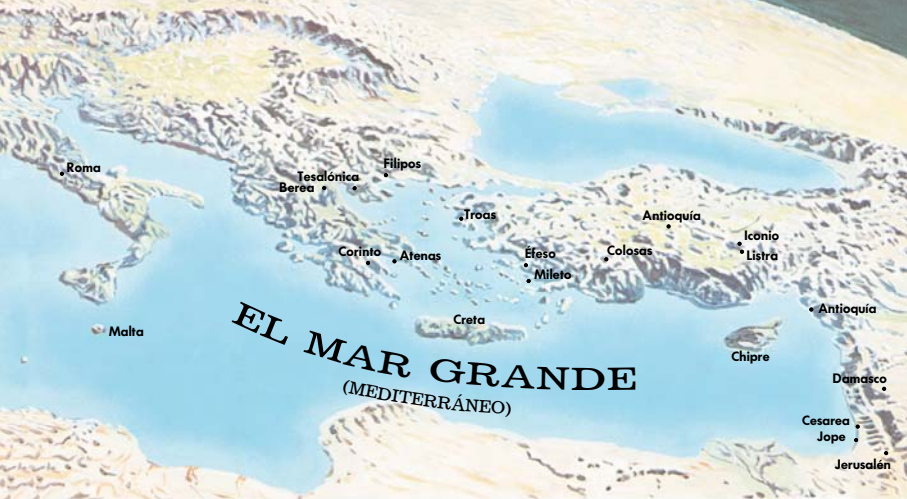 Roma
Filipos
Tesalónica
Berea
Troas
Antioquía
Iconio
Listra
Corinto
Atenas
Éfeso
Colosas
Mileto
Antioquía
Creta
Malta
Chipre
EL MAR GRANDE
(MEDITERRÁNEO)
Damasco
Cesarea
Jope
Jerusalén